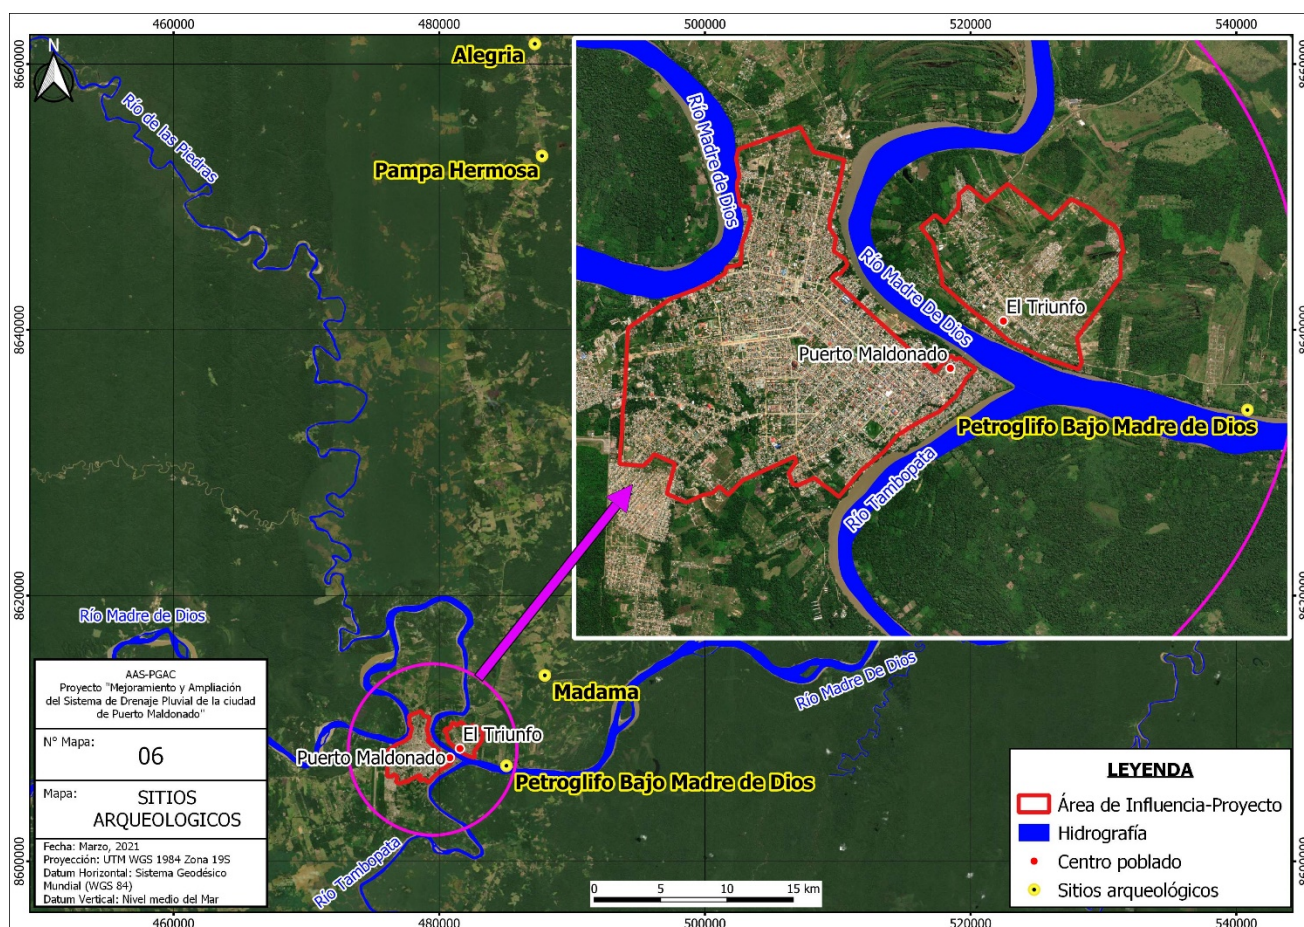 460000
480000
500000
520000
540000
8660000
8640000
8620000
8600000
N
Alegria
Pampa Hermosa
Río de las Piedras
Río Madre de Dios
Río Madre De Dios
El Triunfo
Puerto Maldonado
Petroglifo Bajo Madre de Dios
Río Tambopata
8660000
8640000
8620000
8600000
Río Madre de Dios
Madama
Río Madre De Dios
El Triunfo
Puerto Maldonado
Petroglifo Bajo Madre de Dios
Río Tambopata
AAS-PGAC
Proyecto "Mejoramiento y Ampliación
del Sistema de Drenaje Pluvial de la ciudad
de Puerto Maldonado"
N° Mapa:
06
Mapa:
SITIOS
ARQUEOLOGICOS
Fecha: Marzo, 2021
Proyección: UTM WGS 1984 Zona 19S
Datum Horizontal: Sistema Geodésico
Mundial (WGS 84)
Datum Vertical: Nivel medio del Mar
0 5 10 15 km
LEYENDA
Área de Influencia-Proyecto
Hidrografía
Centro poblado
Sitios arqueológicos
460000
480000
500000
520000
540000